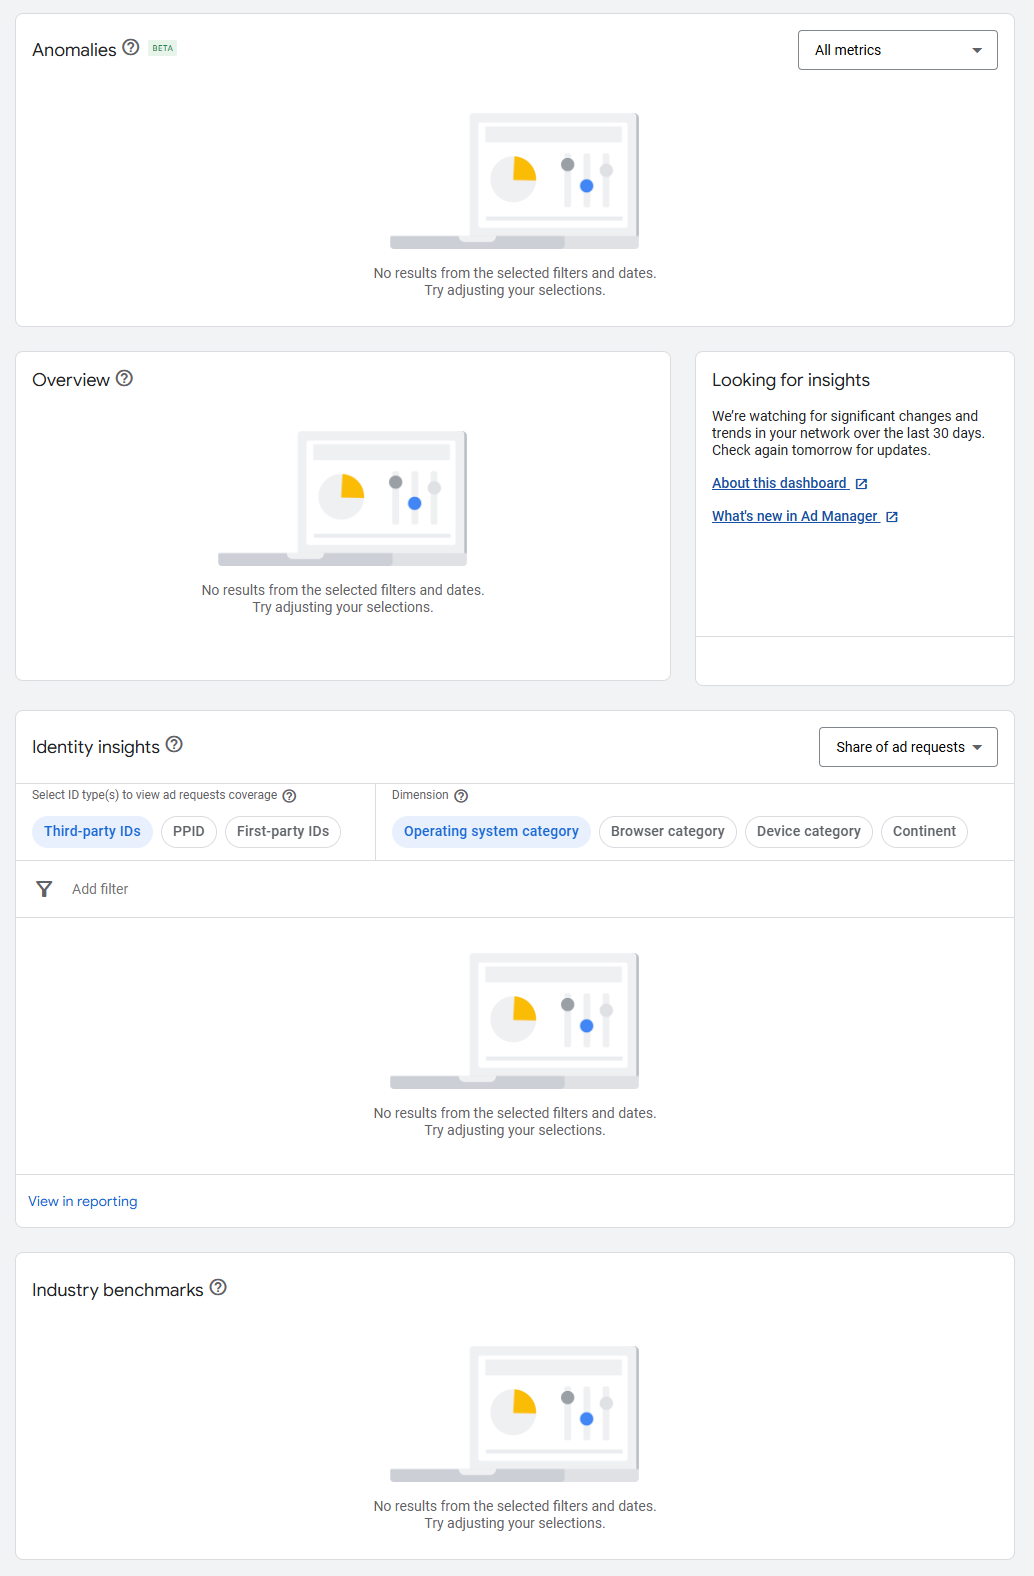 Anomalies
BETA
All metrics
No results from the selected filters and dates.
Try adjusting your selections.
Overview
No results from the selected filters and dates.
Try adjusting your selections.
Looking for insights
We're watching for significant changes and
trends in your network over the last 30 days.
Check again tomorrow for updates.
About this dashboard
What's new in Ad Manager
Identity insights
Share of ad requests
Select ID type(s) to view ad requests coverage
Third-party IDs
PPID
First-party IDs
Dimension
Operating system category
Browser category
Device category
Continent
Add filter
No results from the selected filters and dates.
Try adjusting your selections.
View in reporting
Industry benchmarks
No results from the selected filters and dates.
Try adjusting your selections.